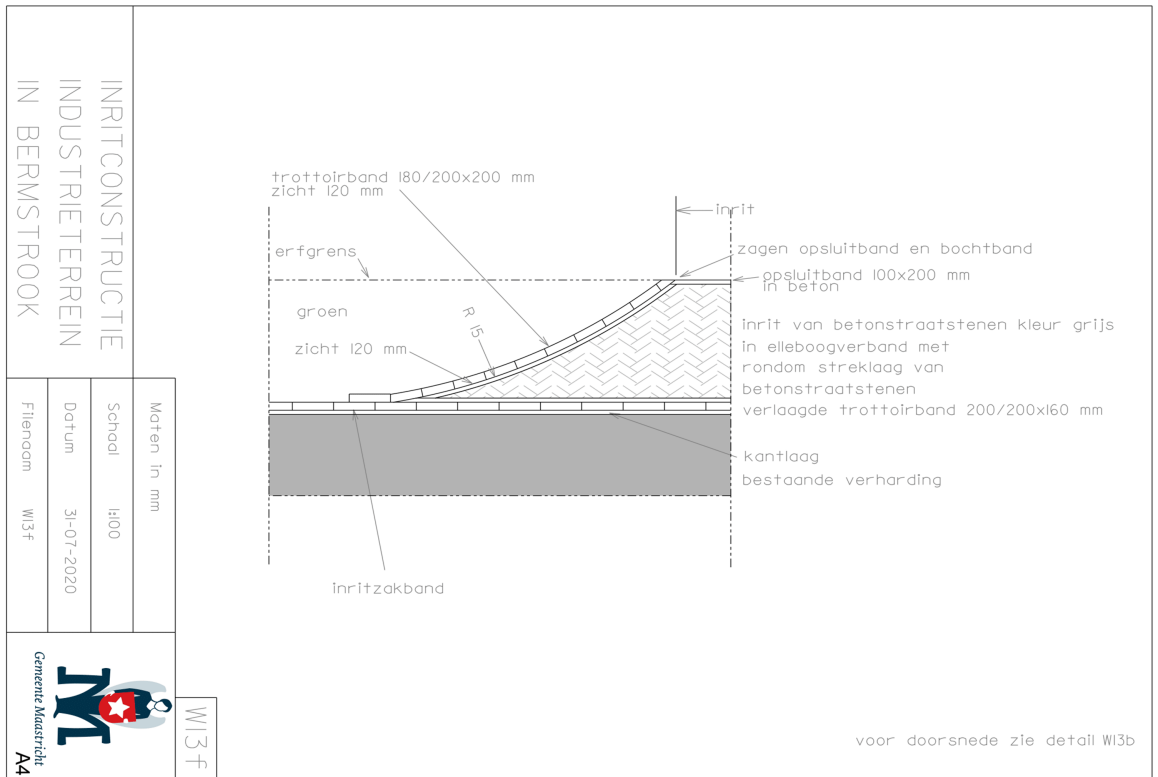 INRITCONSTRUCTIE
INDUSTRIETERREIN
IN BERMSTROOK
Maten in mm
Schaal 1:100
Datum 31-07-2020
Filenaam W13f
Gemeente Maastricht
A4
W13f
trottoirband 180/200x200 mm
zicht 120 mm
inrit
erfgrens
zagen opsluitband en bochtband
opsluitband 100x200 mm
in beton
groen
R 15
zicht 120 mm
inrit van betonstraatstenen kleur grijs
in elleboogverband met
rondom streklaag van
betonstraatstenen
verlaagde trottoirband 200/200x160 mm
kantlaag
bestaande verharding
inritzakband
voor doorsnede zie detail W13b